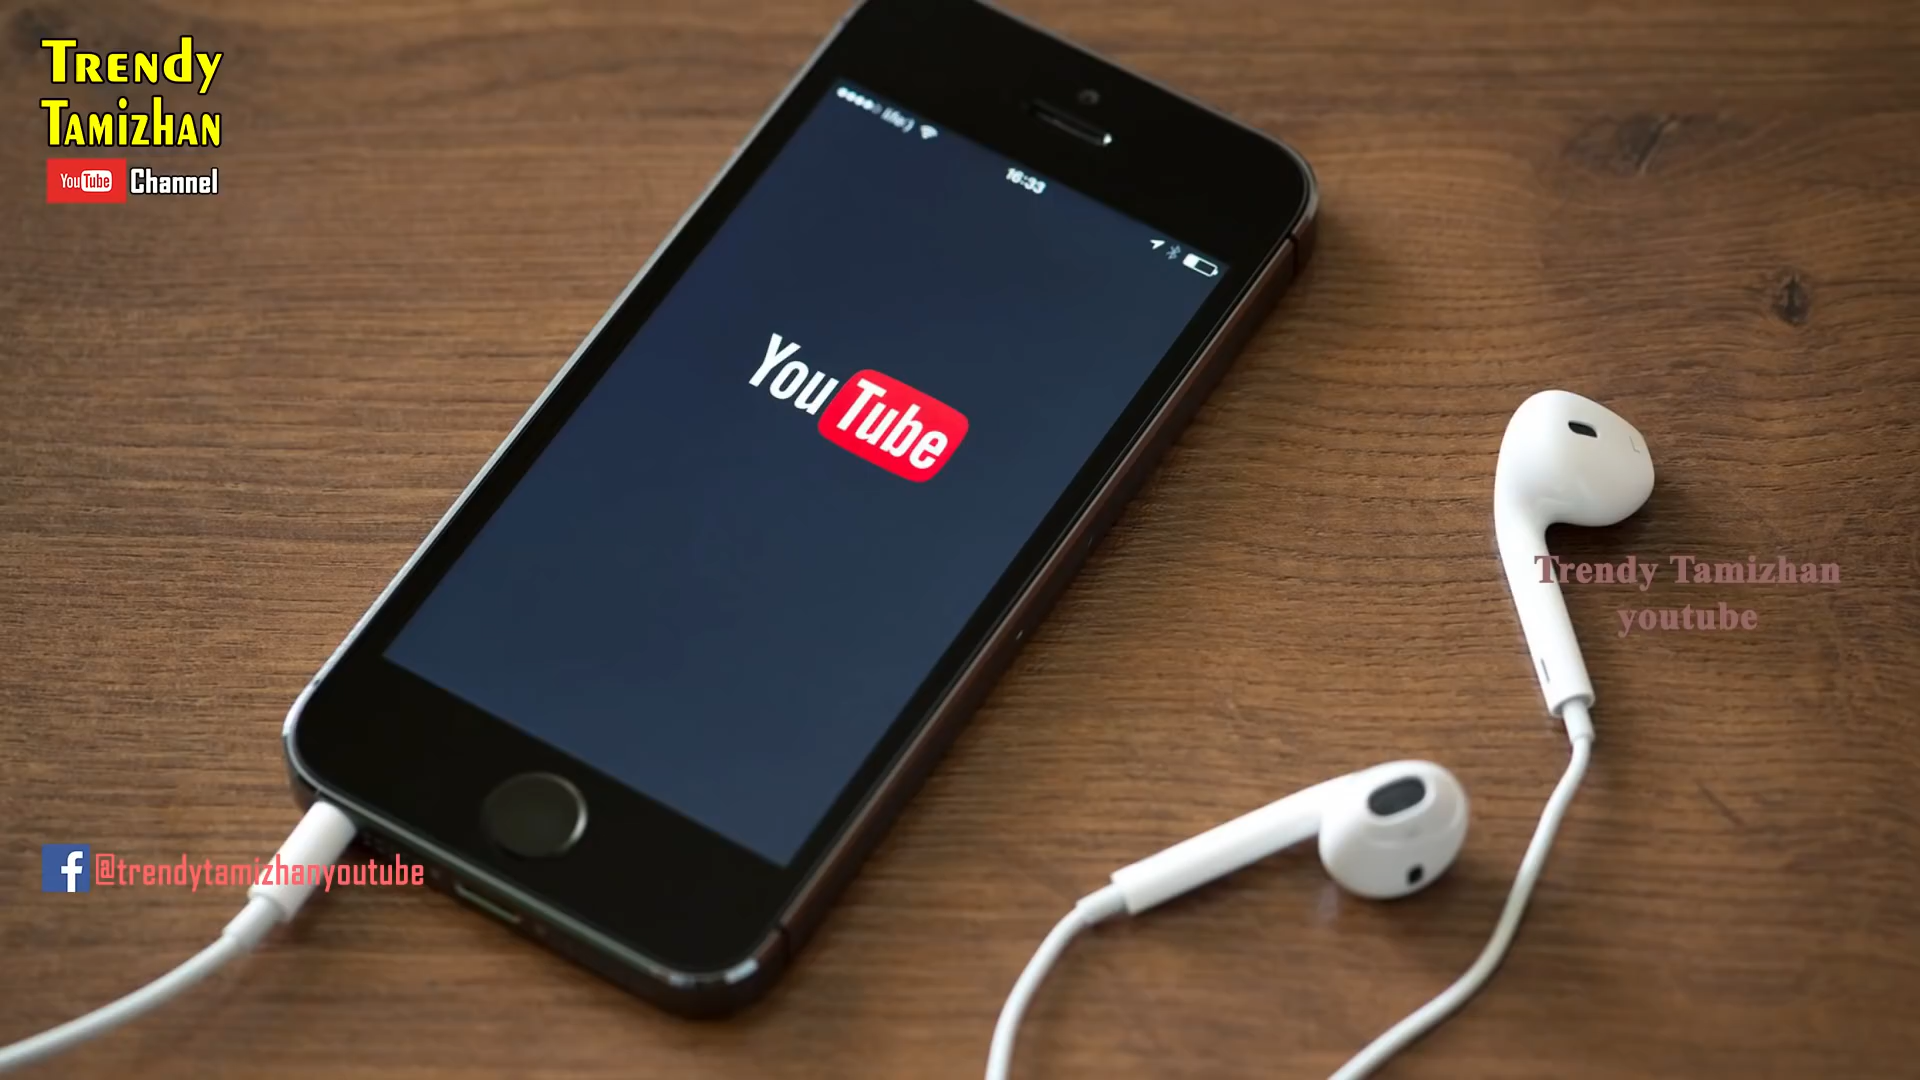 Trendy
Tamizhan
YouTube Channel
16:33
YouTube
Trendy Tamizhan
youtube
@trendytamizhanyoutube